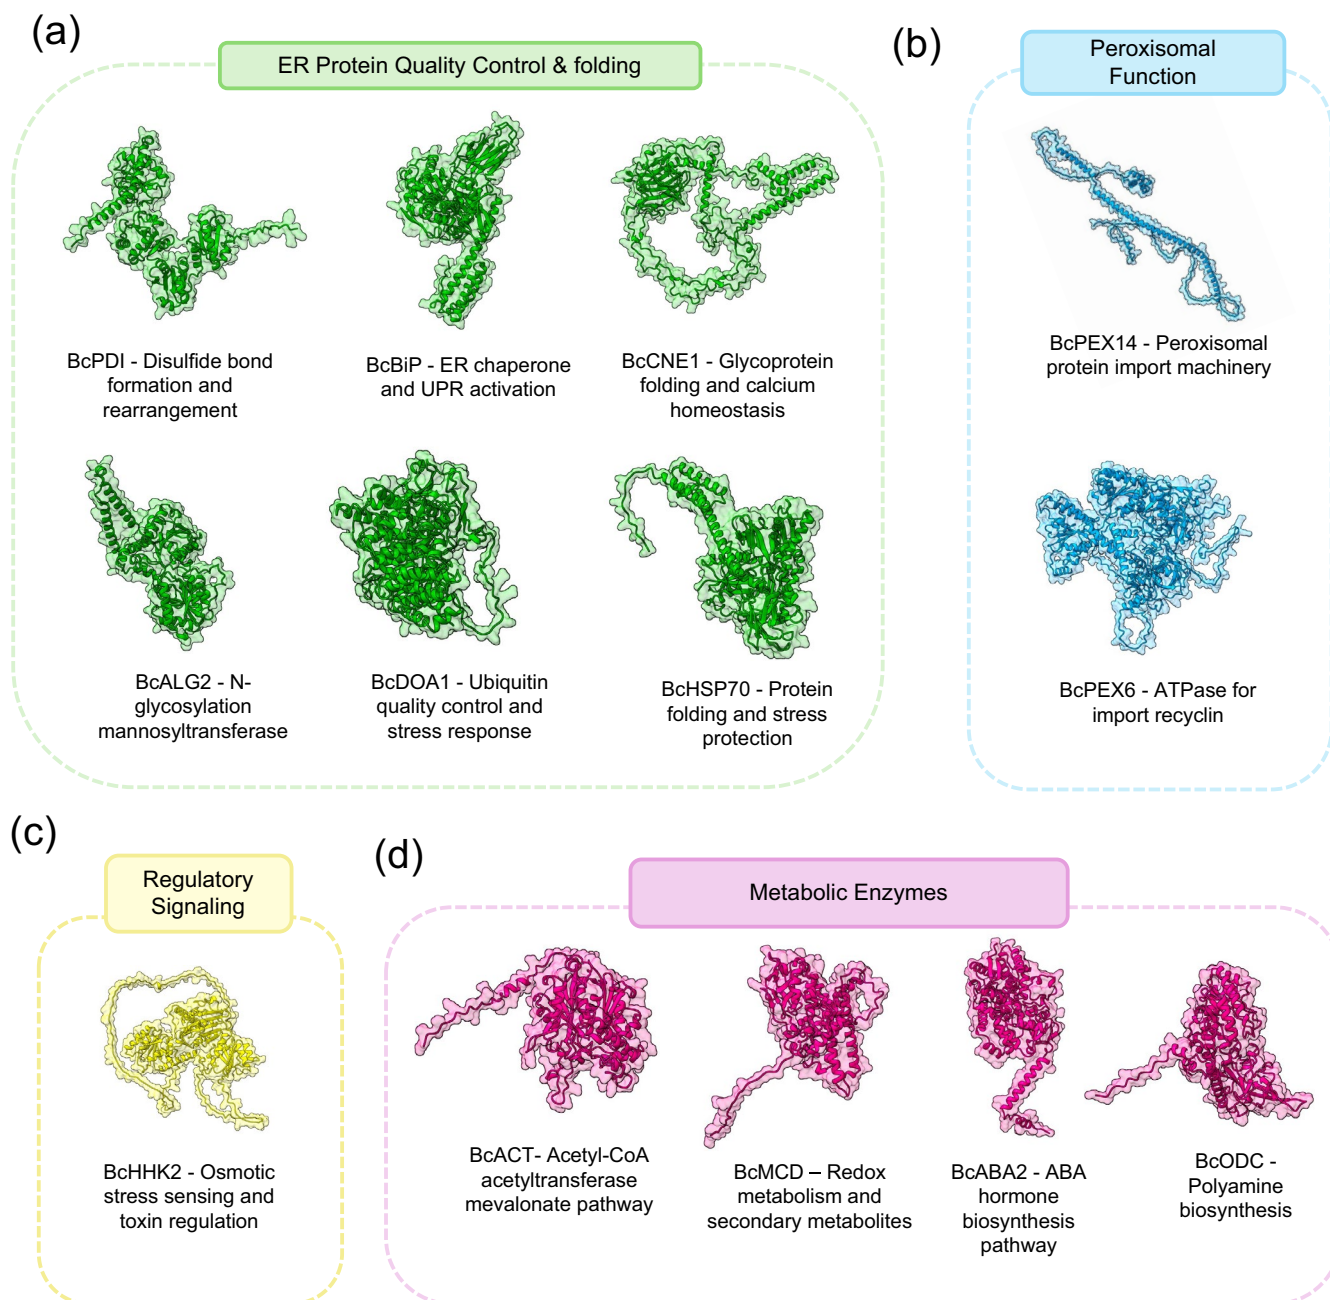 (a)
ER Protein Quality Control & folding
BcPDI - Disulfide bond
formation and
rearrangement
BcBiP - ER chaperone
and UPR activation
BcCNE1 - Glycoprotein
folding and calcium
homeostasis
BcALG2 - N-
glycosylation
mannosyltransferase
BcDOA1 - Ubiquitin
quality control and
stress response
BcHSP70 - Protein
folding and stress
protection
(b)
Peroxisomal
Function
BcPEX14 - Peroxisomal
protein import machinery
BcPEX6 - ATPase for
import recyclin
(c)
Regulatory
Signaling
BcHHK2 - Osmotic
stress sensing and
toxin regulation
(d)
Metabolic Enzymes
BcACT- Acetyl-CoA
acetyltransferase
mevalonate pathway
BcMCD – Redox
metabolism and
secondary metabolites
BcABA2 - ABA
hormone
biosynthesis
pathway
BcODC -
Polyamine
biosynthesis